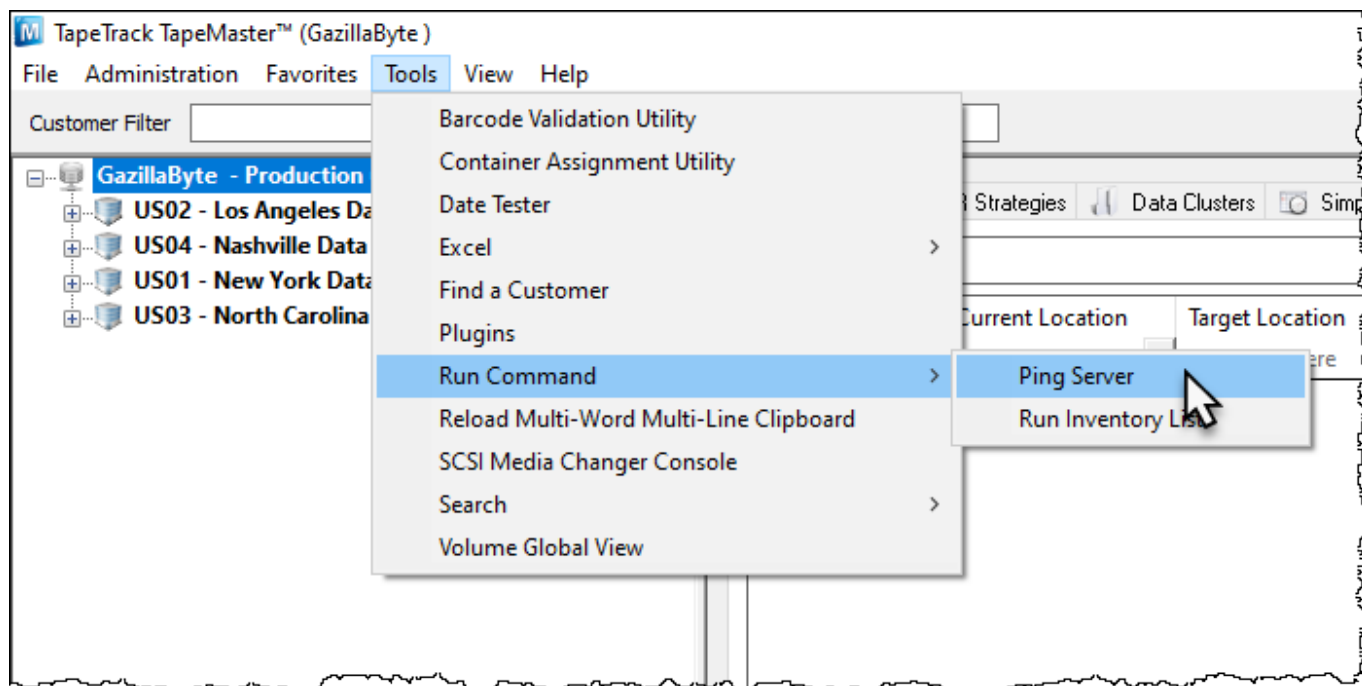 TapeTrack TapeMaster™ (GazillaByte )
File Administration Favorites Tools View Help
Customer Filter
GazillaByte - Production
US02 - Los Angeles Da
US04 - Nashville Data
US01 - New York Data
US03 - North Carolina
Barcode Validation Utility
Container Assignment Utility
Date Tester
Excel
Find a Customer
Plugins
Run Command
Reload Multi-Word Multi-Line Clipboard
SCSI Media Changer Console
Search
Volume Global View
Ping Server
Run Inventory
Strategies Data Clusters
Current Location Target Location